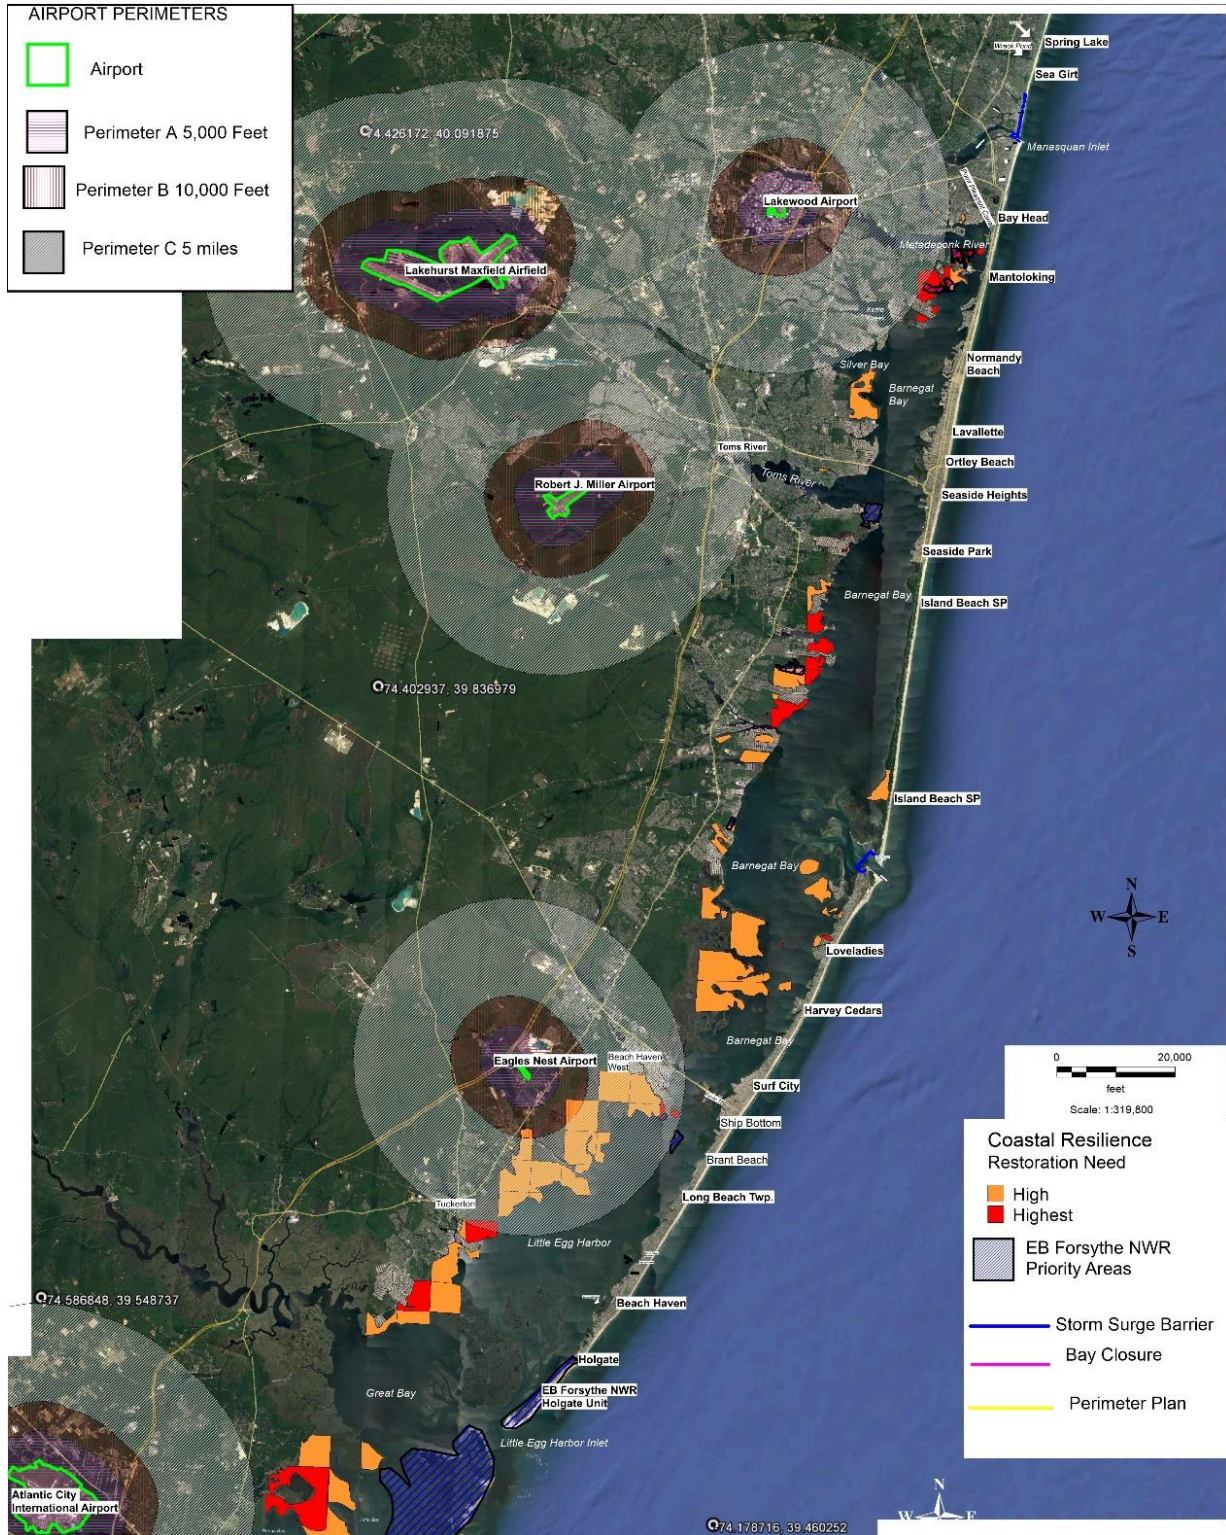 AIRPORT PERIMETERS
Airport
Perimeter A 5,000 Feet
Perimeter B 10,000 Feet
Perimeter C 5 miles
Wreck Pond
Spring Lake
Sea Girt
74.426172, 40.091875
Manasquan Inlet
Lakewood Airport
Bay Head
Metedeconk River
Lakehurst Maxfield Airfield
Mantoloking
Normandy
Beach
Silver Bay
Barnegat
Bay
Lavallette
Toms River
Ortley Beach
Toms River
Robert J. Miller Airport
Seaside Heights
Seaside Park
Barnegat Bay
Island Beach SP
74.402937, 39.836979
Island Beach SP
Barnegat Bay
N
W
E
S
Loveladies
Harvey Cedars
Barnegat Bay
Eagles Nest Airport
Beach Haven
West
Surf City
Ship Bottom
Brant Beach
Long Beach Twp.
Tuckerton
Little Egg Harbor
74.586848, 39.548737
Beach Haven
Holgate
EB Forsythe NWR
Holgate Unit
Great Bay
Little Egg Harbor Inlet
Atlantic City
International Airport
74.178716, 39.460252
0
20,000
feet
Scale: 1:319,800
Coastal Resilience
Restoration Need
High
Highest
EB Forsythe NWR
Priority Areas
Storm Surge Barrier
Bay Closure
Perimeter Plan
N
W
E